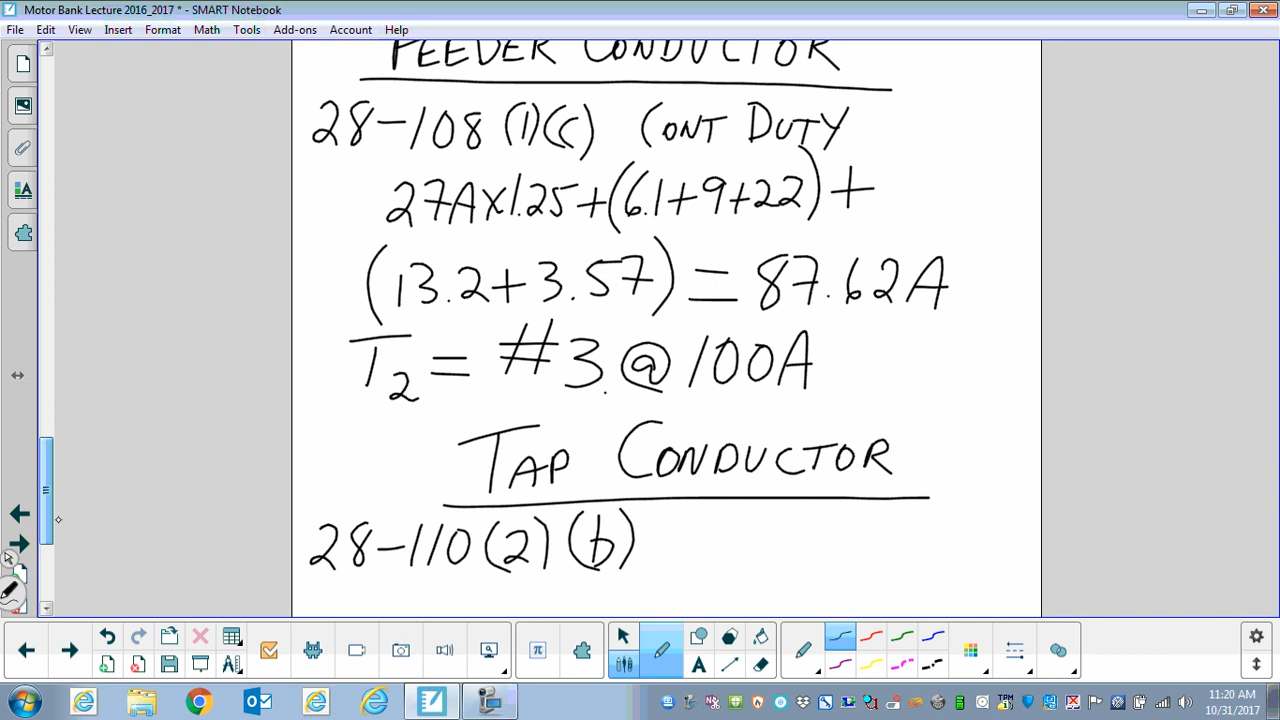 Motor Bank Lecture 2016_2017 * - SMART Notebook
File Edit View Insert Format Math Tools Add-ons Account Help
FEEDER CONDUCTOR
28-108 (1)(C) CONT DUTY
27A×1.25+(6.1+9+22)+
(13.2+3.57)=87.62A
T2 = #3 @ 100A
TAP CONDUCTOR
28-110(2)(b)
11:20 AM
10/31/2017